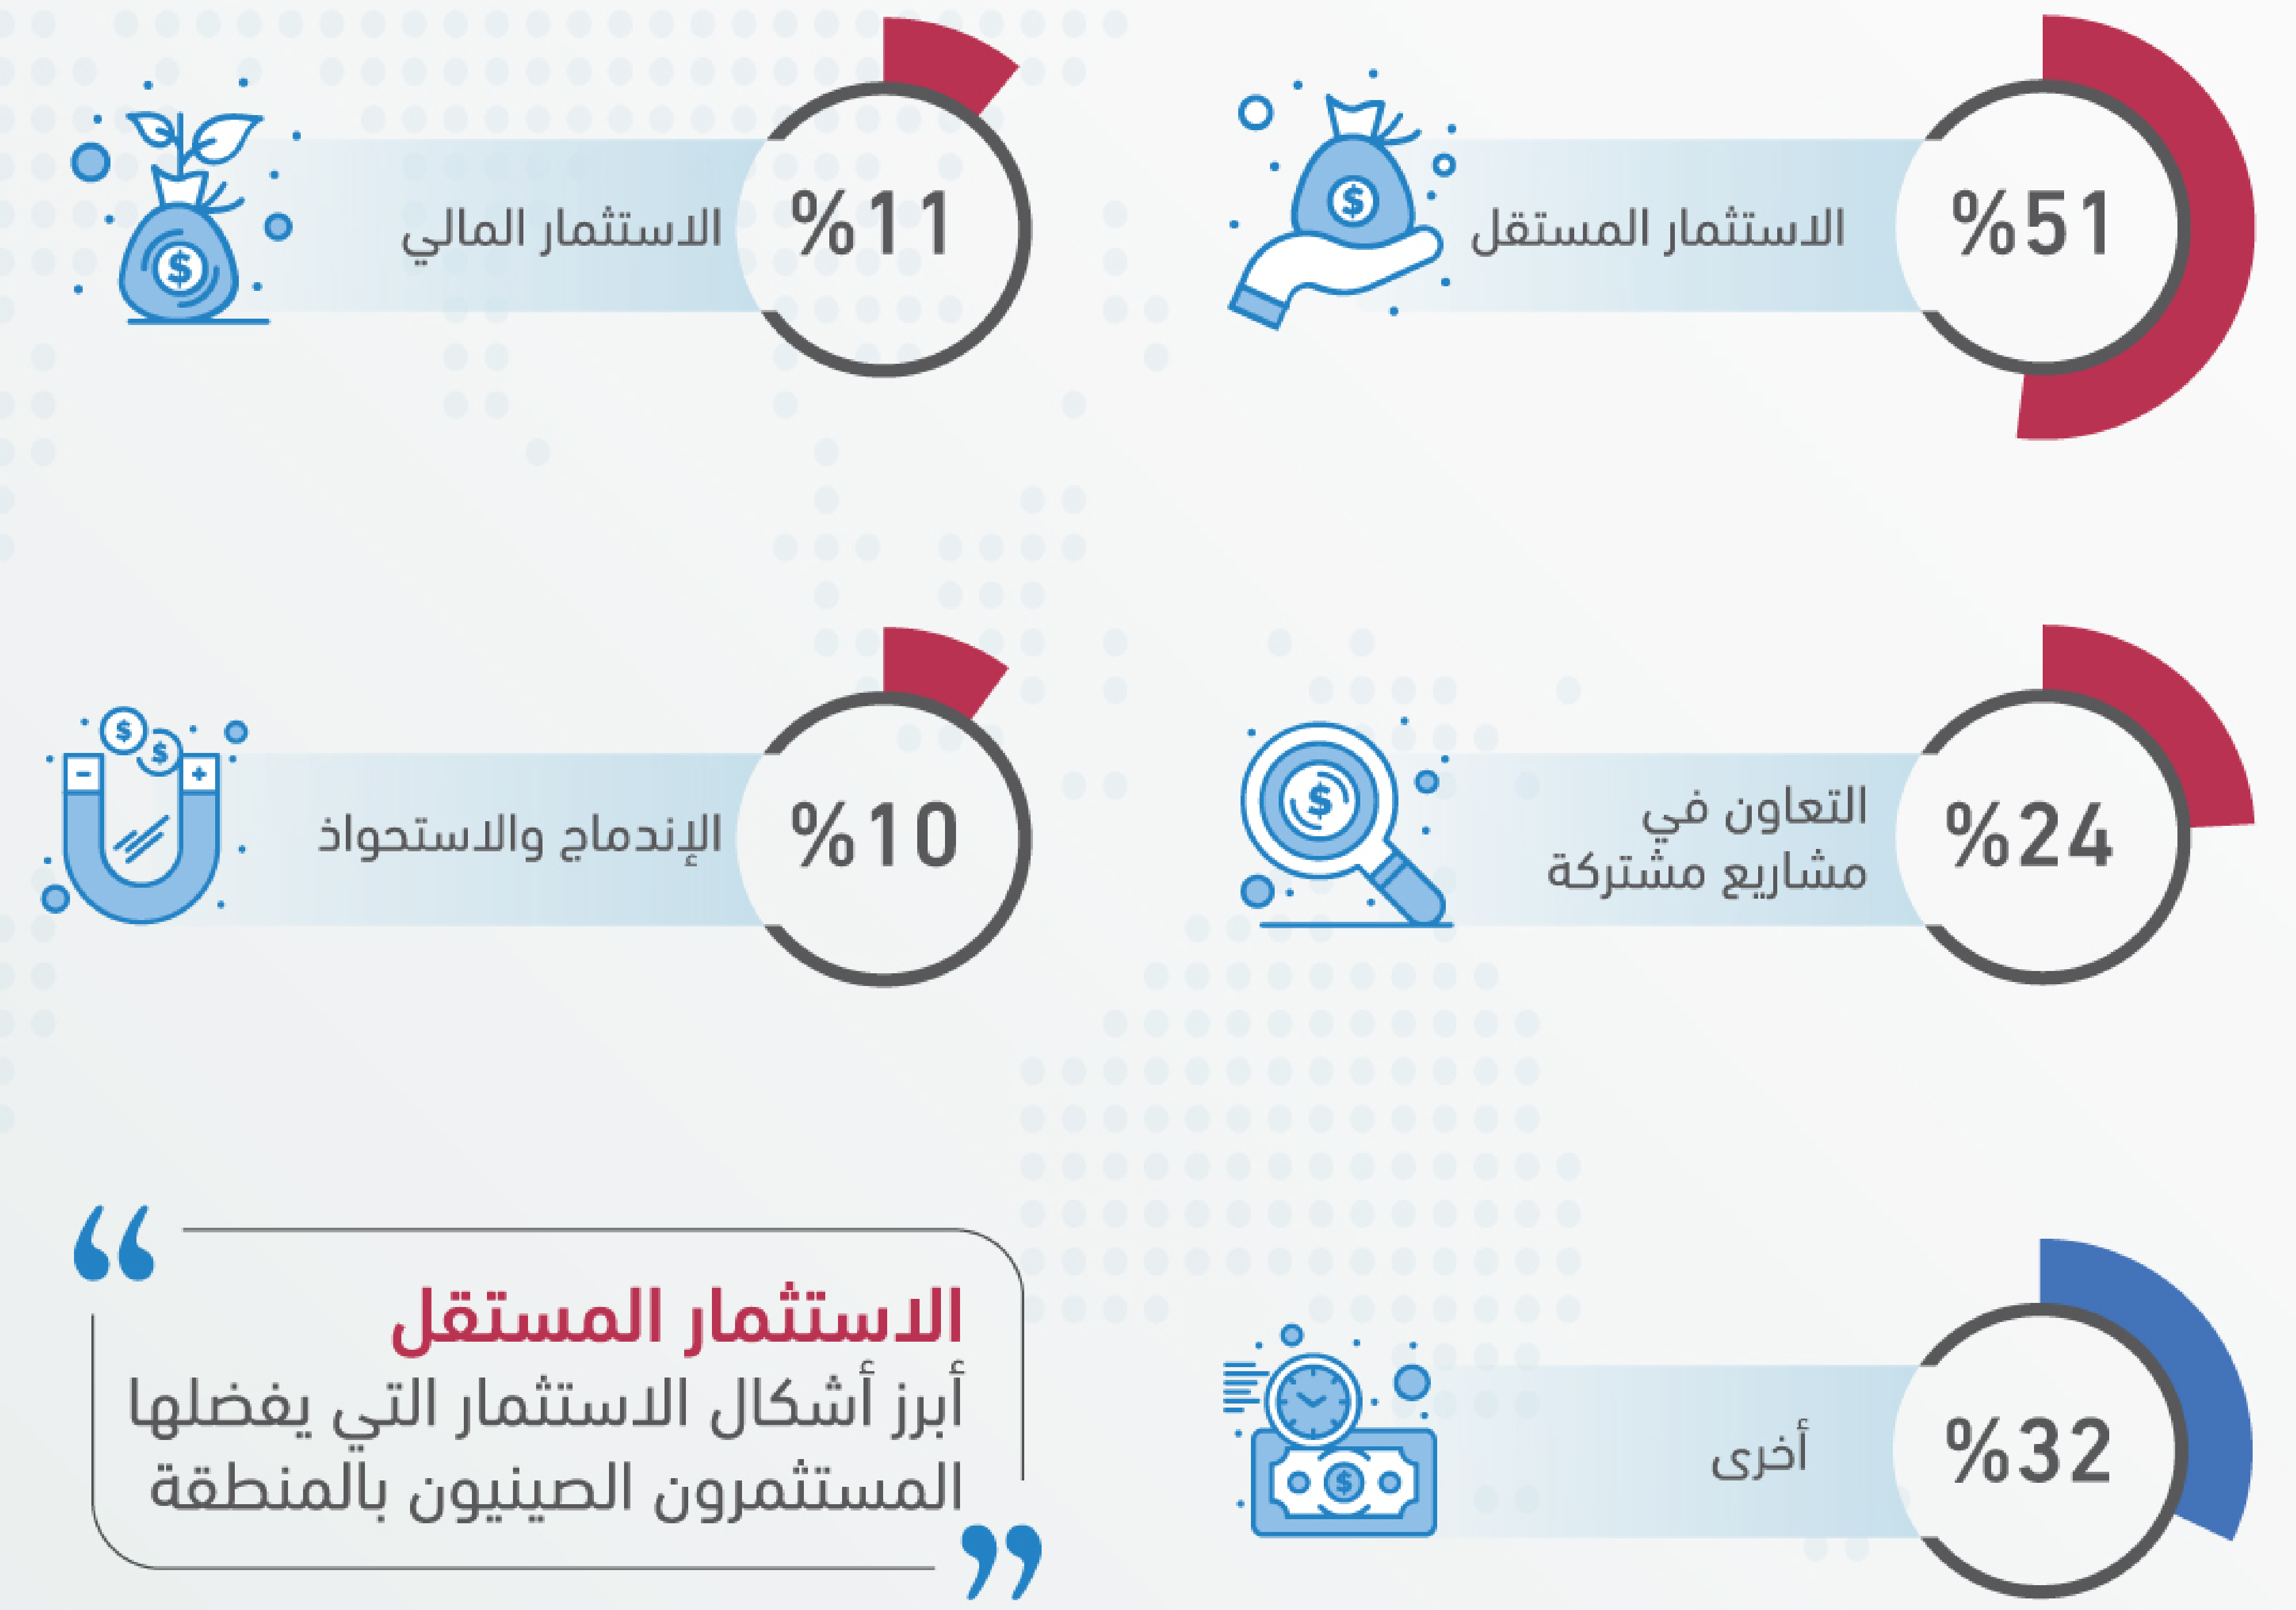 %51
الاستثمار المستقل
%11
الاستثمار المالي
%24
التعاون في
مشاريع مشتركة
%10
الإندماج والاستحواذ
%32
أخرى
الاستثمار المستقل
أبرز أشكال الاستثمار التي يفضلها
المستثمرون الصينيون بالمنطقة